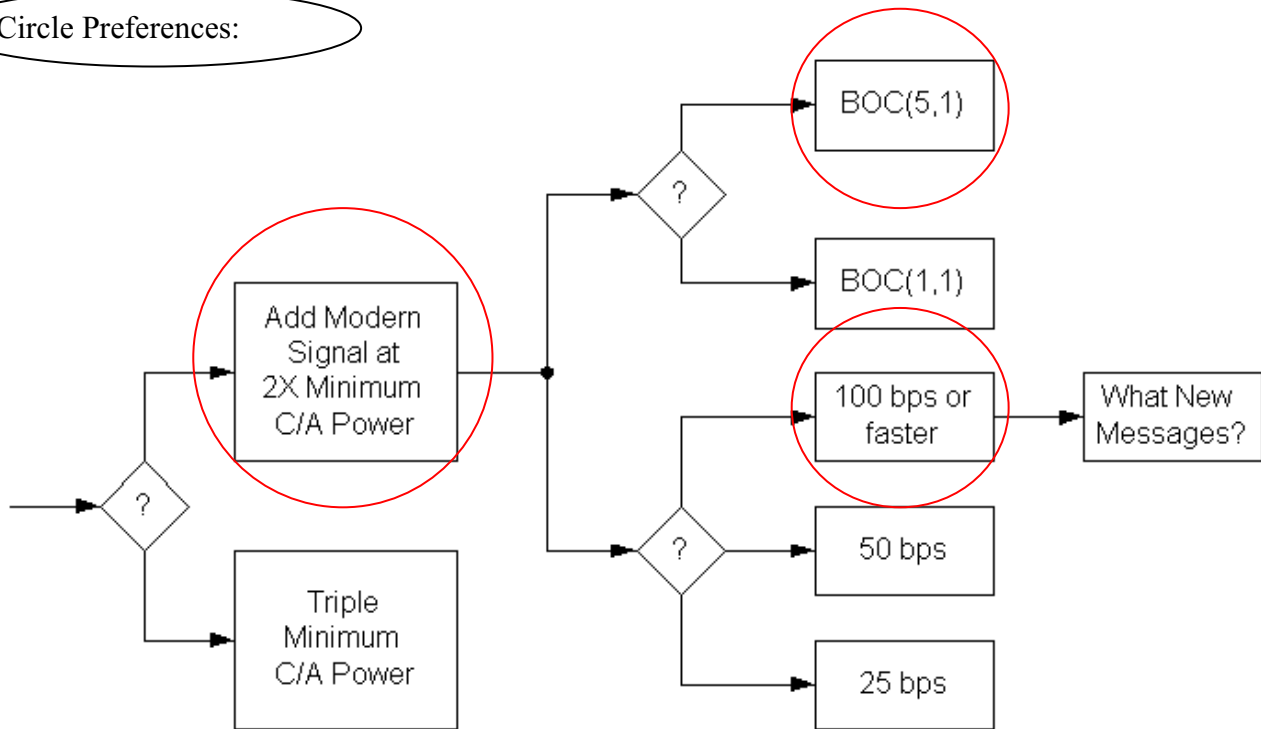 Circle Preferences:
BOC(5,1)
?
BOC(1,1)
Add Modern
Signal at
2X Minimum
C/A Power
100 bps or
faster
What New
Messages?
?
?
50 bps
Triple
Minimum
C/A Power
25 bps